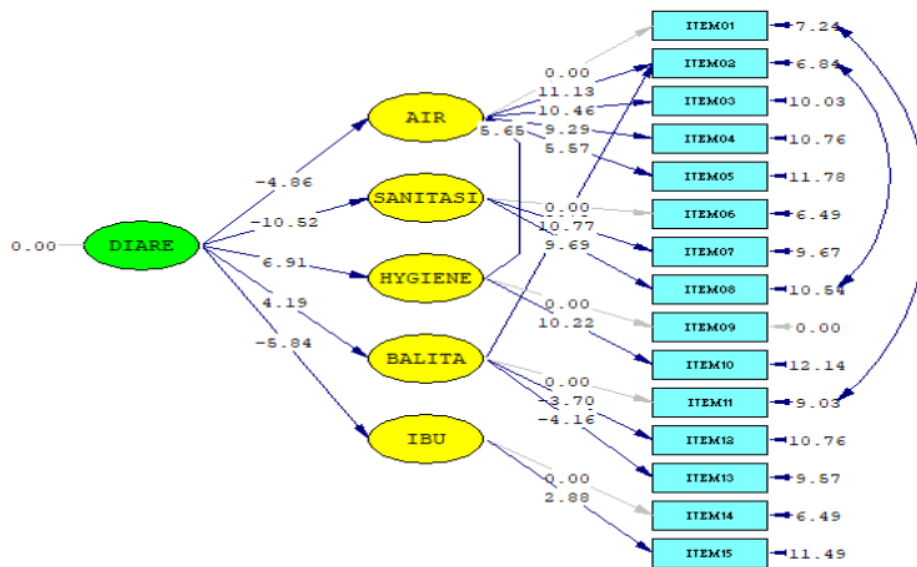 ITEM01
7.24
ITEM02
6.84
0.00
11.13
ITEM03
10.03
10.46
AIR
5.65
9.29
ITEM04
10.76
5.57
ITEM05
11.78
-4.86
SANITASI
0.00
ITEM06
6.49
-10.52
10.77
0.00
DIARE
9.69
ITEM07
9.67
6.91
HYGIENE
ITEM08
10.54
4.19
0.00
10.22
ITEM09
0.00
-5.84
BALITA
ITEM10
12.14
0.00
ITEM11
9.03
-3.70
-4.16
IBU
ITEM12
10.76
ITEM13
9.57
0.00
2.88
ITEM14
6.49
ITEM15
11.49